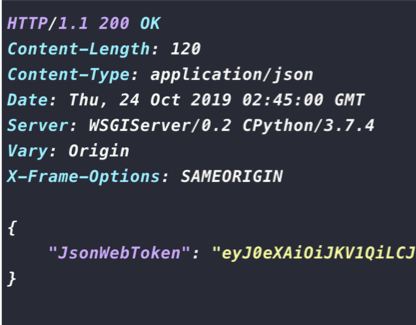 HTTP/1.1 200 OK
Content-Length: 120
Content-Type: application/json
Date: Thu, 24 Oct 2019 02:45:00 GMT
Server: WSGIServer/0.2 CPython/3.7.4
Vary: Origin
X-Frame-Options: SAMEORIGIN
{
"JsonWebToken": "eyJ0eXAiOiJKV1QiLCJ
}